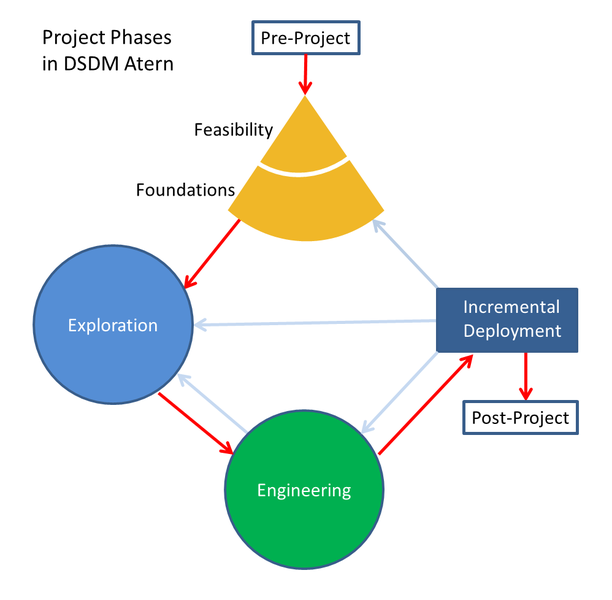 Project Phases
in DSDM Atern
Pre-Project
Feasibility
Foundations
Exploration
Incremental
Deployment
Post-Project
Engineering